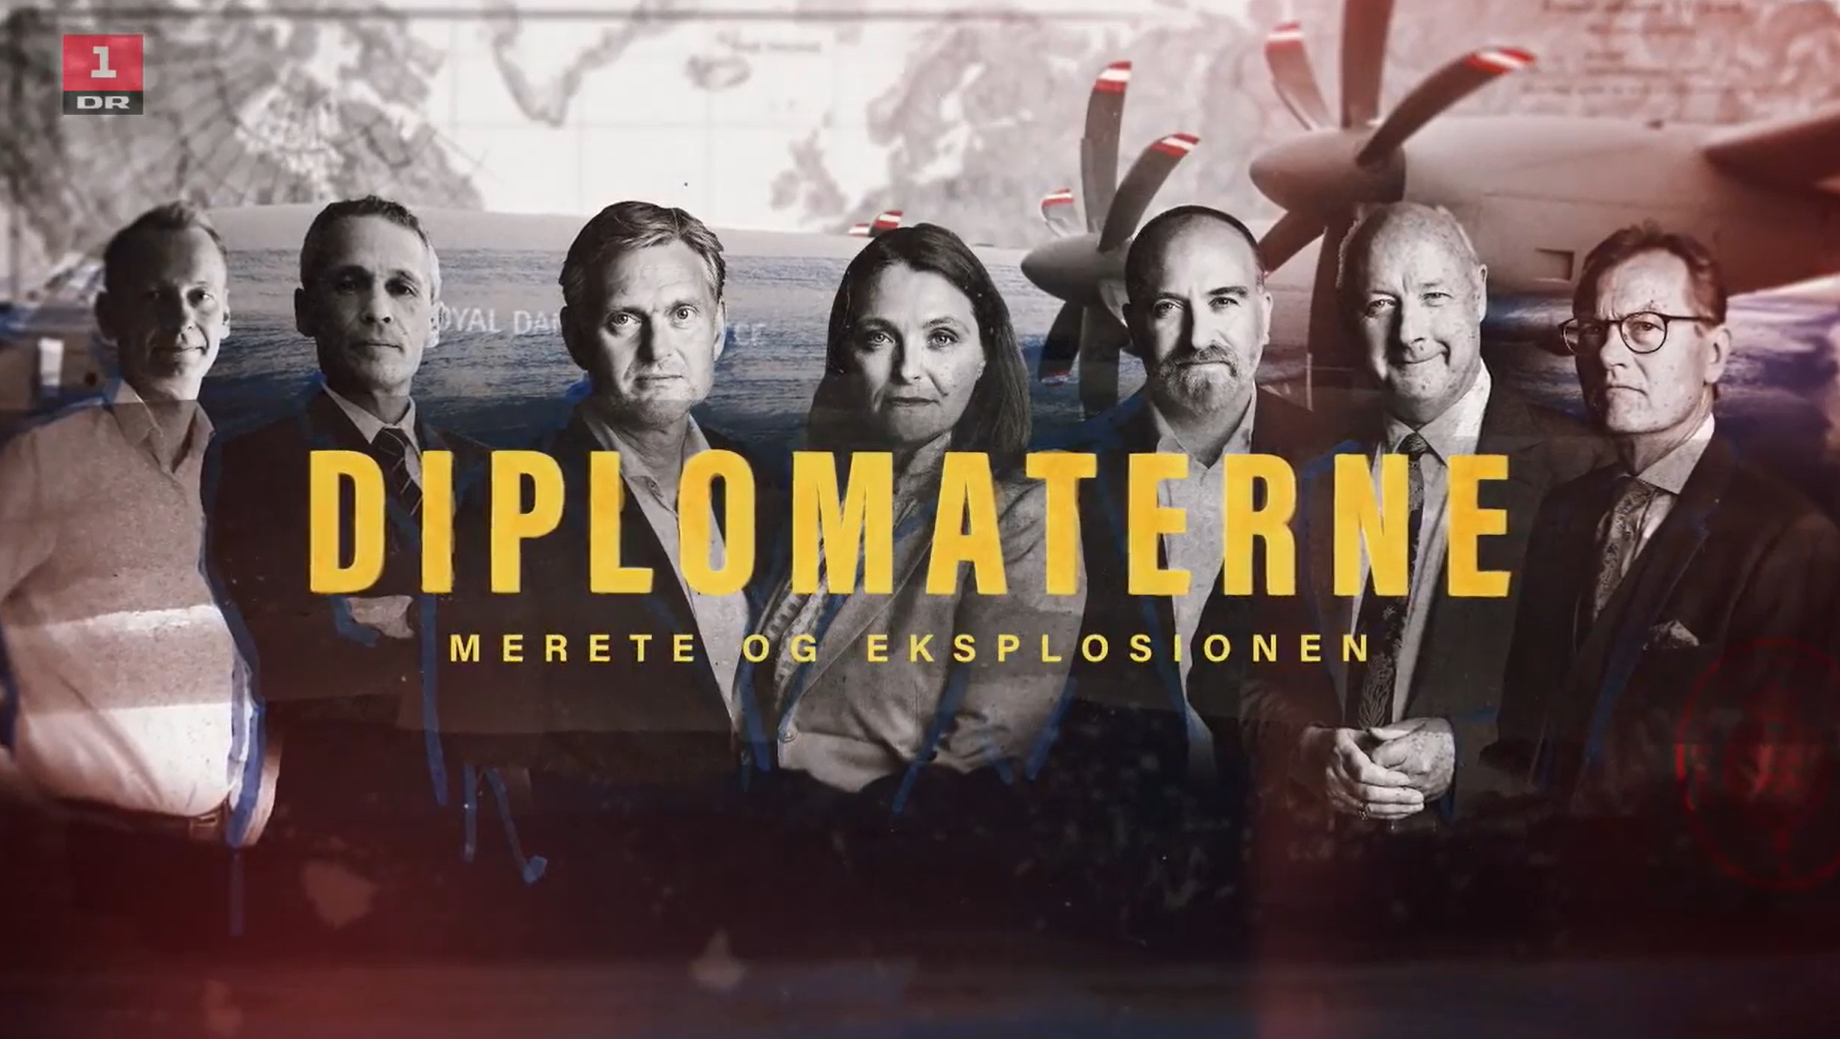 1
DR
DIPLOMATERNE
MERETE OG EKSPLOSIONEN